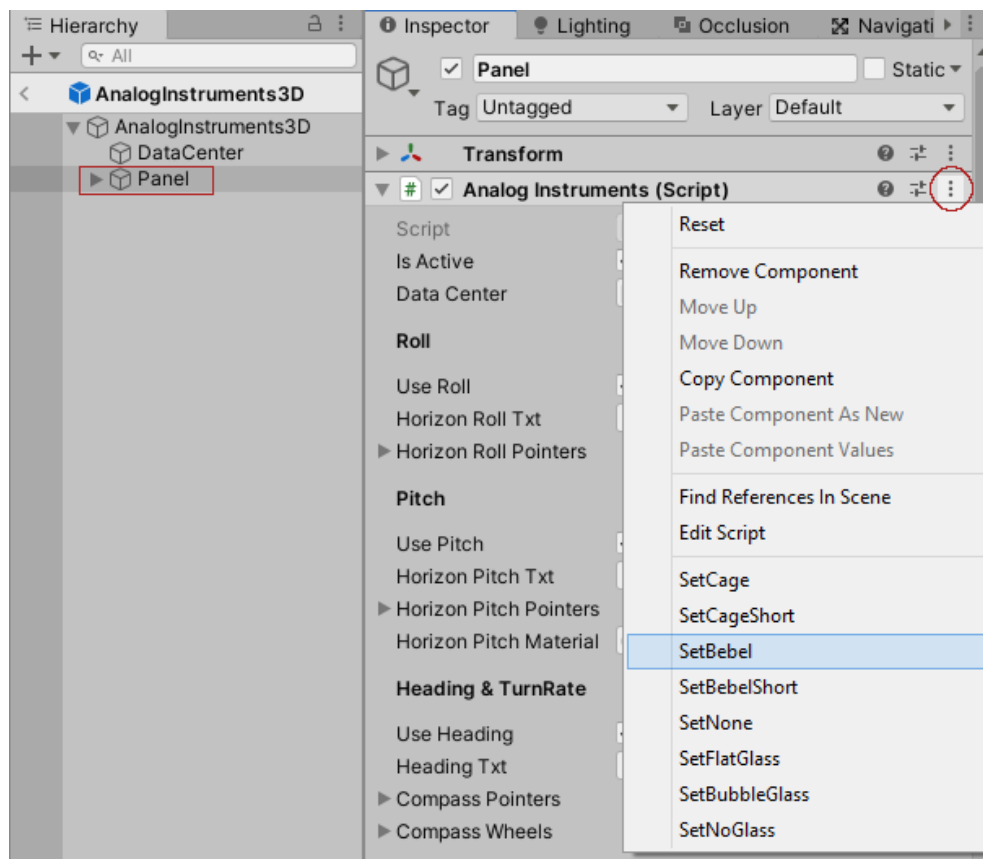 Hierarchy
All
AnalogInstruments3D
AnalogInstruments3D
DataCenter
Panel
Inspector Lighting Occlusion Navigati
Panel Static
Tag Untagged Layer Default
Transform
# Analog Instruments (Script)
Script
Is Active
Data Center
Roll
Use Roll
Horizon Roll Txt
Horizon Roll Pointers
Pitch
Use Pitch
Horizon Pitch Txt
Horizon Pitch Pointers
Horizon Pitch Material
Heading & TurnRate
Use Heading
Heading Txt
Compass Pointers
Compass Wheels
Reset
Remove Component
Move Up
Move Down
Copy Component
Paste Component As New
Paste Component Values
Find References In Scene
Edit Script
SetCage
SetCageShort
SetBebel
SetBebelShort
SetNone
SetFlatGlass
SetBubbleGlass
SetNoGlass